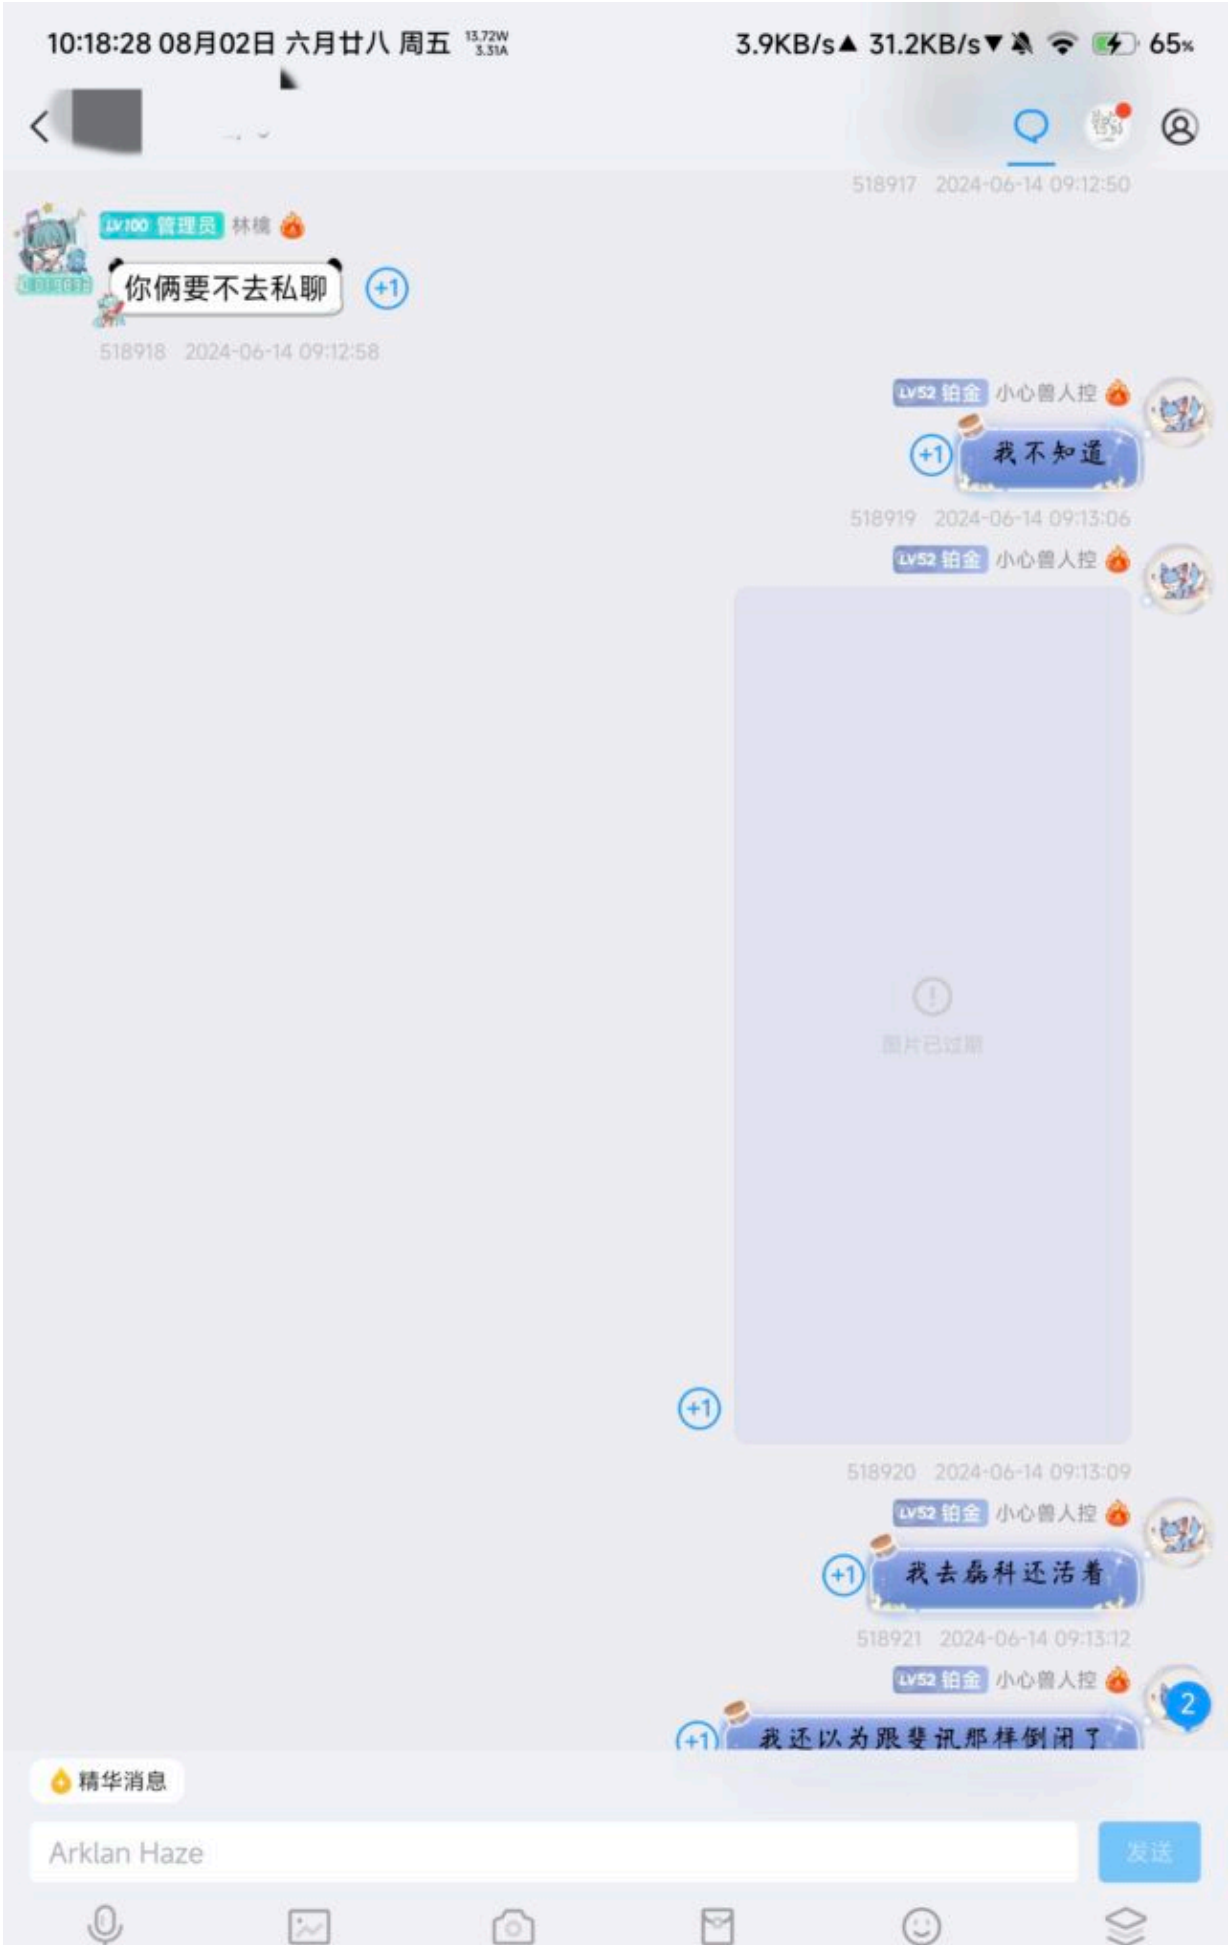 10:18:28 08月02日 六月廿八 周五 13.72W 3.31A 3.9KB/s▲ 31.2KB/s▼ 65%
518917 2024-06-14 09:12:50
LV100 管理员 林檎
你俩要不去私聊 +1
518918 2024-06-14 09:12:58
LV52 铂金 小心兽人控
+1 我不知道
518919 2024-06-14 09:13:06
LV52 铂金 小心兽人控
图片已过期
+1
518920 2024-06-14 09:13:09
LV52 铂金 小心兽人控
+1 我去磊科还活着
518921 2024-06-14 09:13:12
LV52 铂金 小心兽人控
2
+1 我还以为跟斐讯那样倒闭了
精华消息
Arklan Haze
发送